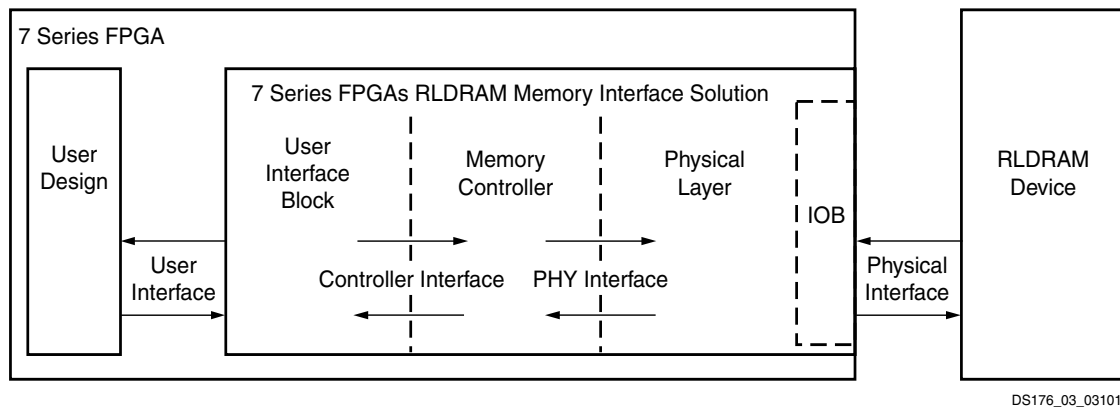 7 Series FPGA
7 Series FPGAs RLDRAM Memory Interface Solution
User
Design
User
Interface
Block
Memory
Controller
Physical
Layer
IOB
RLDRAM
Device
User
Interface
Controller Interface
PHY Interface
Physical
Interface